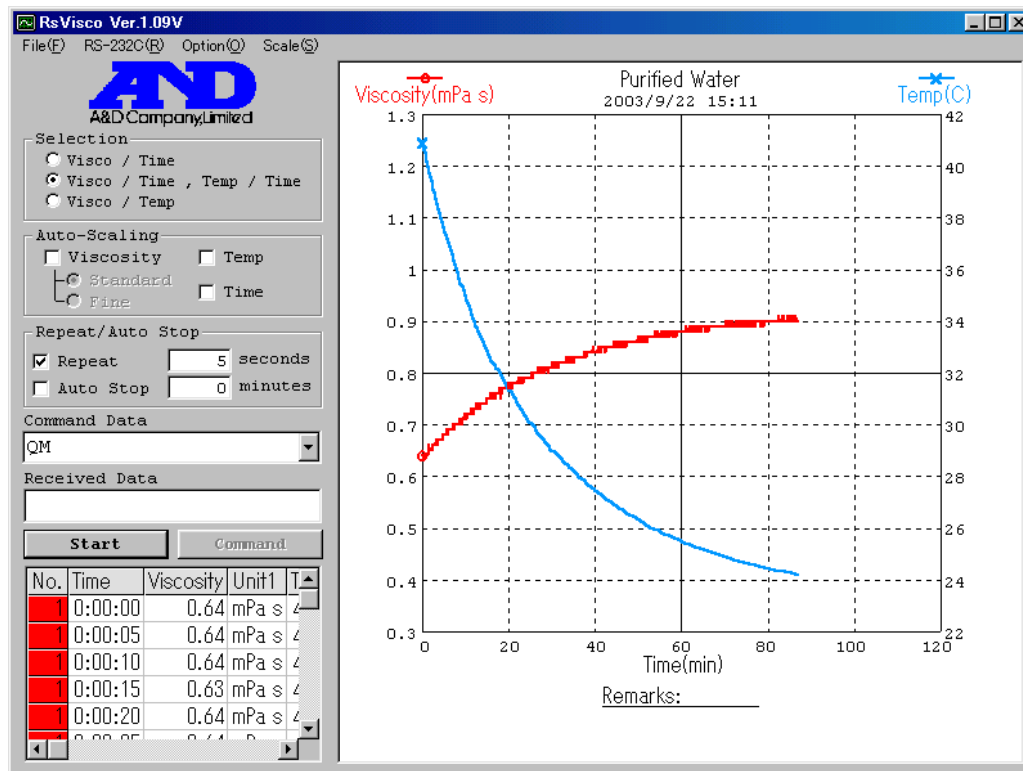 RsVisco Ver.1.09V
File(F) RS-232C(R) Option(O) Scale(S)
AND
A&D Company,Limited
Selection
Visco / Time
Visco / Time , Temp / Time
Visco / Temp
Auto-Scaling
Viscosity Temp
Standard
Fine
Time
Repeat/Auto Stop
Repeat 5 seconds
Auto Stop 0 minutes
Command Data
QM
Received Data
Start Command
No. Time Viscosity Unit1 T
1 0:00:00 0.64 mPa s
1 0:00:05 0.64 mPa s
1 0:00:10 0.64 mPa s
1 0:00:15 0.63 mPa s
1 0:00:20 0.64 mPa s
Purified Water
2003/9/22 15:11
Viscosity(mPa s)
Temp(C)
1.3 42
1.2 40
1.1 38
1 36
0.9 34
0.8 32
0.7 30
0.6 28
0.5 26
0.4 24
0.3 22
0 20 40 60 80 100 120
Time(min)
Remarks: